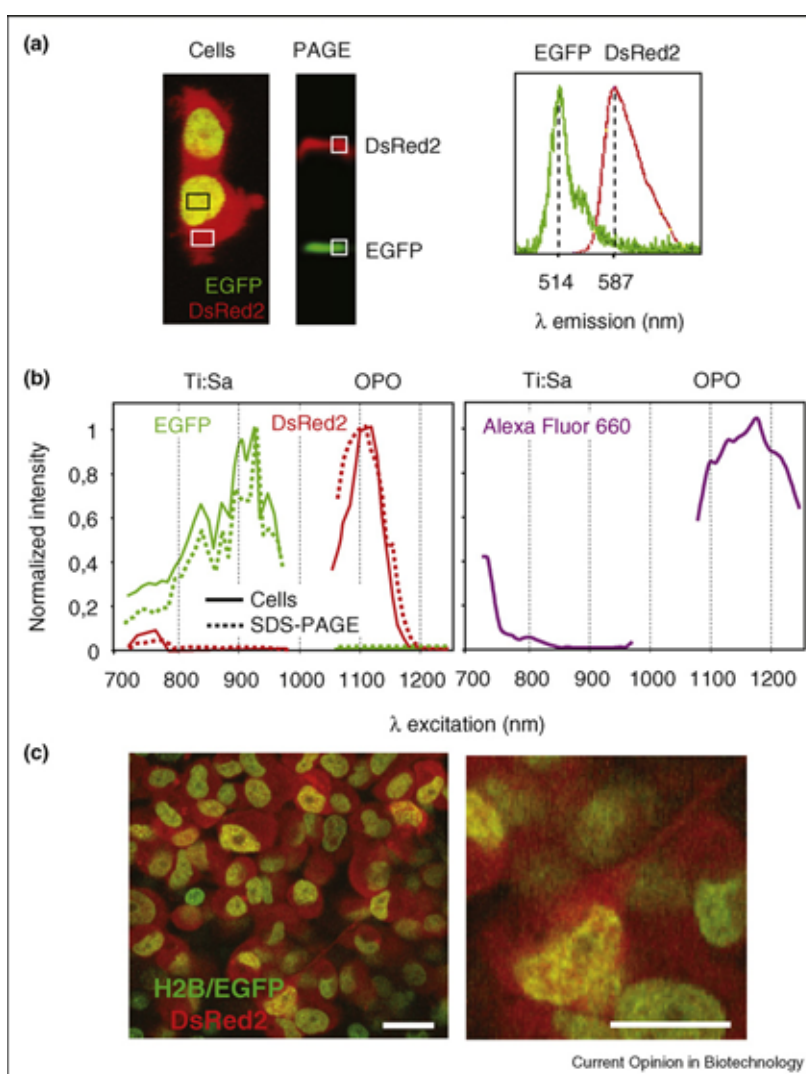 (a)
Cells PAGE
EGFP DsRed2
DsRed2
EGFP
EGFP
DsRed2
514 587
λ emission (nm)
(b)
Ti:Sa OPO Ti:Sa OPO
EGFP DsRed2 Alexa Fluor 660
Normalized intensity
1
0,8
0,6
0,4
0,2
0
Cells
SDS-PAGE
700 800 900 1000 1100 1200 700 800 900 1000 1100 1200
λ excitation (nm)
(c)
H2B/EGFP
DsRed2
Current Opinion in Biotechnology